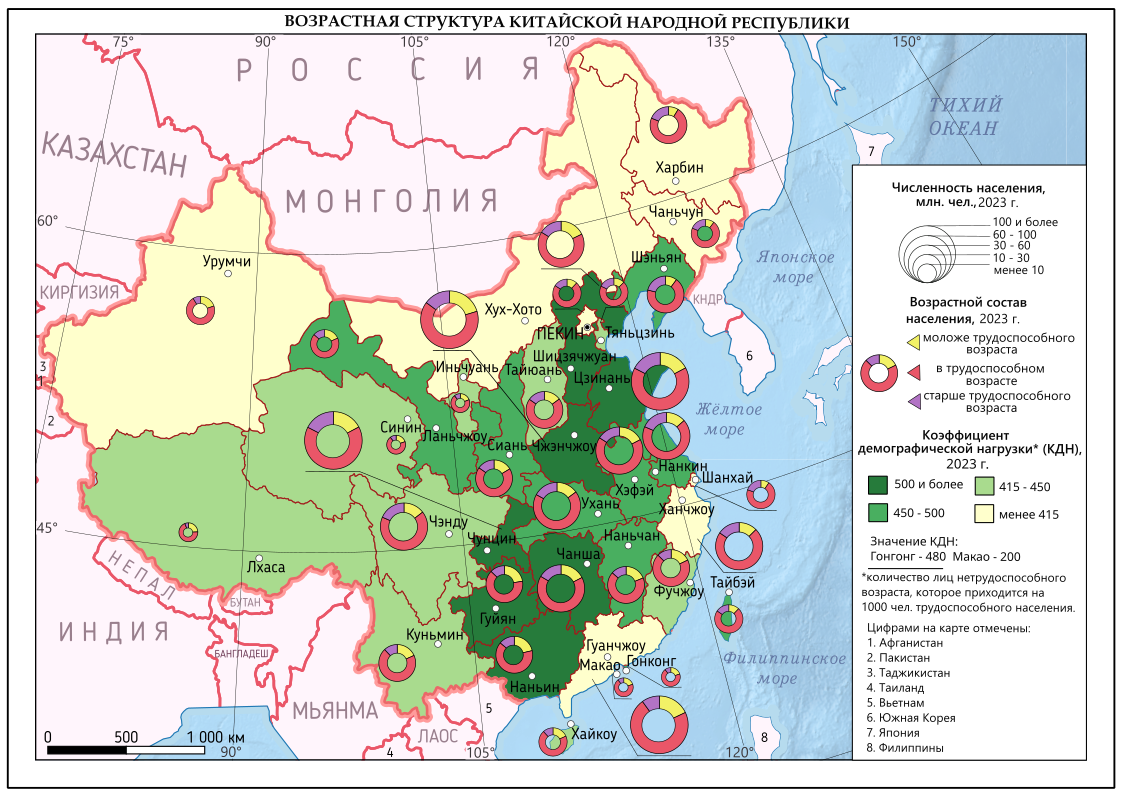 ВОЗРАСТНАЯ СТРУКТУРА КИТАЙСКОЙ НАРОДНОЙ РЕСПУБЛИКИ
75°
90°
105°
120°
135°
150°
РОССИЯ
ТИХИЙ
ОКЕАН
КАЗАХСТАН
7
Харбин
МОНГОЛИЯ
Чаньчун
60°
Шэньян
Японское
море
Урумчи
КИРГИЗИЯ
КНДР
Хух-Хото
ПЕКИН
Тяньцзинь
Шицзячжуан
6
3
Иньчуань
Тайюань
Цзинань
2
Жёлтое
море
Синин
Ланьчжоу
Сиань
Чжэнчжоу
Нанкин
Шанхай
Хэфэй
Ханчжоу
Ухань
45°
Чэнду
Чунцин
Наньчан
Чанша
НЕПАЛ
Лхаса
Тайбэй
Фучжоу
БУТАН
Гуйян
ИНДИЯ
Куньмин
Гуанчжоу
БАНГЛАДЕШ
Макао
Гонконг
Филиппинское
море
Наньин
5
МЬЯНМА
ЛАОС
Хайкоу
8
0 500 1 000 км
90°
4
105°
120°
Численность населения,
млн. чел., 2023 г.
100 и более
60 - 100
30 - 60
10 - 30
менее 10
Возрастной состав
населения, 2023 г.
моложе трудоспособного
возраста
в трудоспособном
возрасте
старше трудоспособного
возраста
Коэффициент
демографической нагрузки* (КДН),
2023 г.
500 и более
415 - 450
450 - 500
менее 415
Значение КДН:
Гонгонг - 480 Макао - 200
*количество лиц нетрудоспособного
возраста, которое приходится на
1000 чел. трудоспособного населения.
Цифрами на карте отмечены:
1. Афганистан
2. Пакистан
3. Таджикистан
4. Таиланд
5. Вьетнам
6. Южная Корея
7. Япония
8. Филиппины